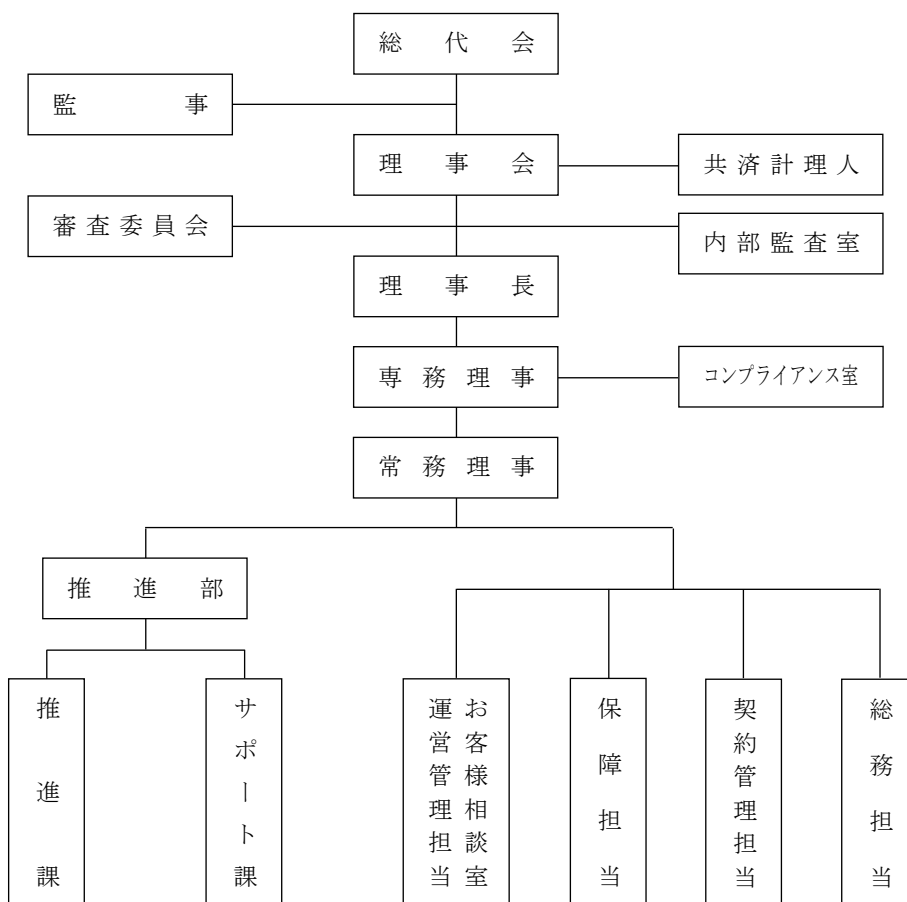 総代会
監事
理事会
共済計理人
審査委員会
内部監査室
理事長
専務理事
コンプライアンス室
常務理事
推進部
推進課
サポート課
お客様相談室
運営管理担当
保障担当
契約管理担当
総務担当